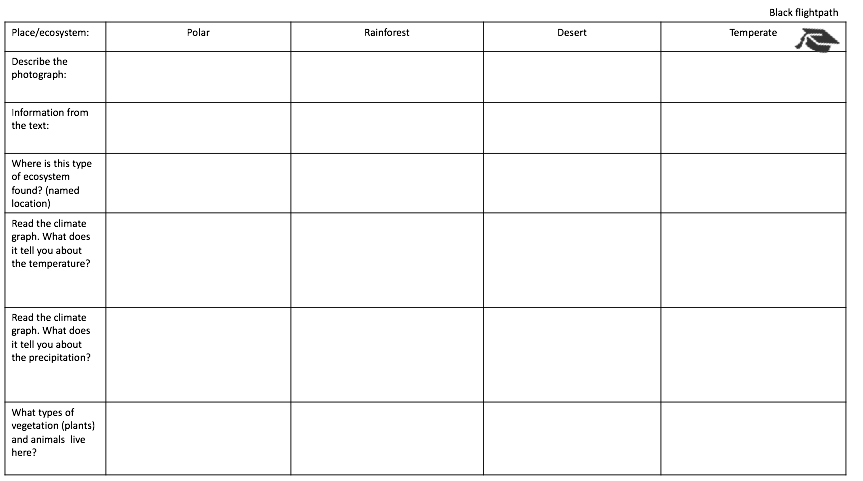 Black flightpath
Place/ecosystem: Polar Rainforest Desert Temperate
Describe the
photograph:
Information from
the text:
Where is this type
of ecosystem
found? (named
location)
Read the climate
graph. What does
it tell you about
the temperature?
Read the climate
graph. What does
it tell you about
the precipitation?
What types of
vegetation (plants)
and animals  live
here?